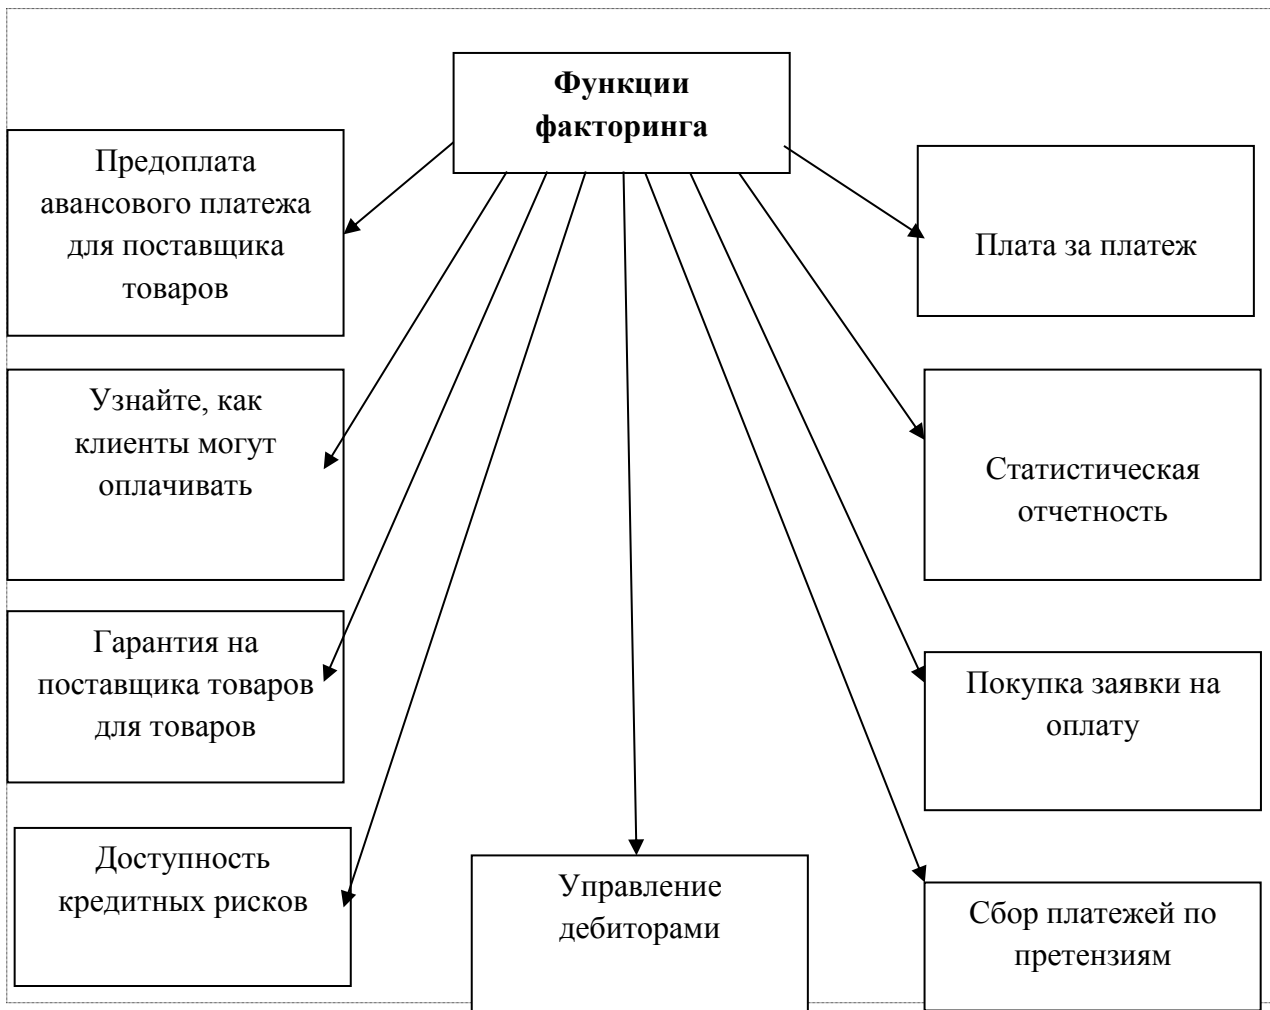 Функции
факторинга
Предоплата
авансового платежа
для поставщика
товаров
Плата за платеж
Узнайте, как
клиенты могут
оплачивать
Статистическая
отчетность
Гарантия на
поставщика товаров
для товаров
Покупка заявки на
оплату
Доступность
кредитных рисков
Управление
дебиторами
Сбор платежей по
претензиям